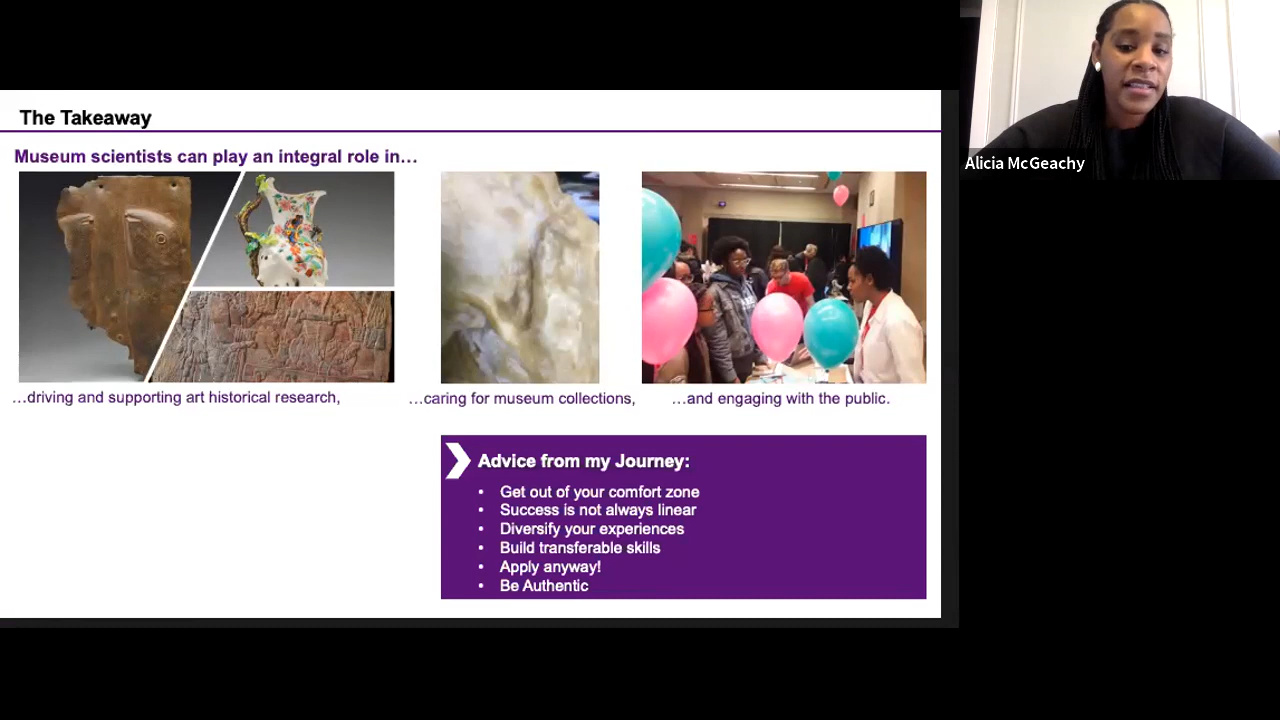 The Takeaway
Museum scientists can play an integral role in…
…driving and supporting art historical research,
…caring for museum collections,
…and engaging with the public.
Advice from my Journey:
• Get out of your comfort zone
• Success is not always linear
• Diversify your experiences
• Build transferable skills
• Apply anyway!
• Be Authentic
Alicia McGeachy